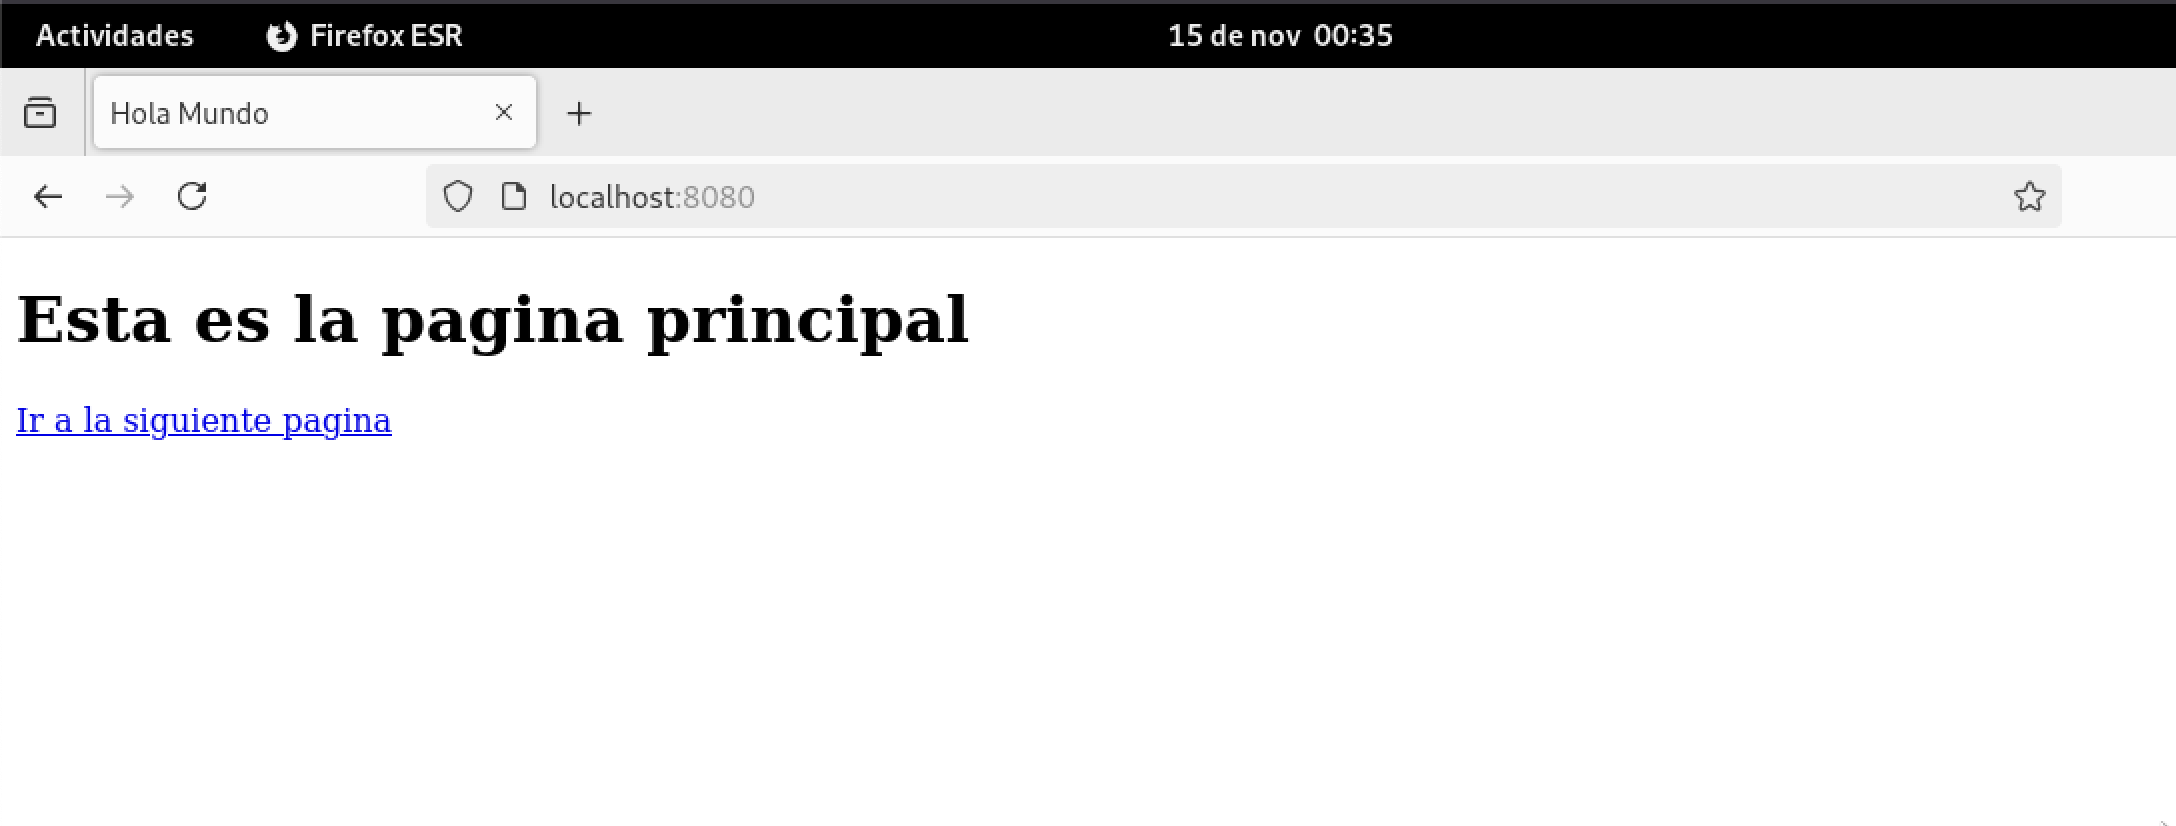 Actividades Firefox ESR 15 de nov 00:35
Hola Mundo
localhost:8080
Esta es la pagina principal
Ir a la siguiente pagina